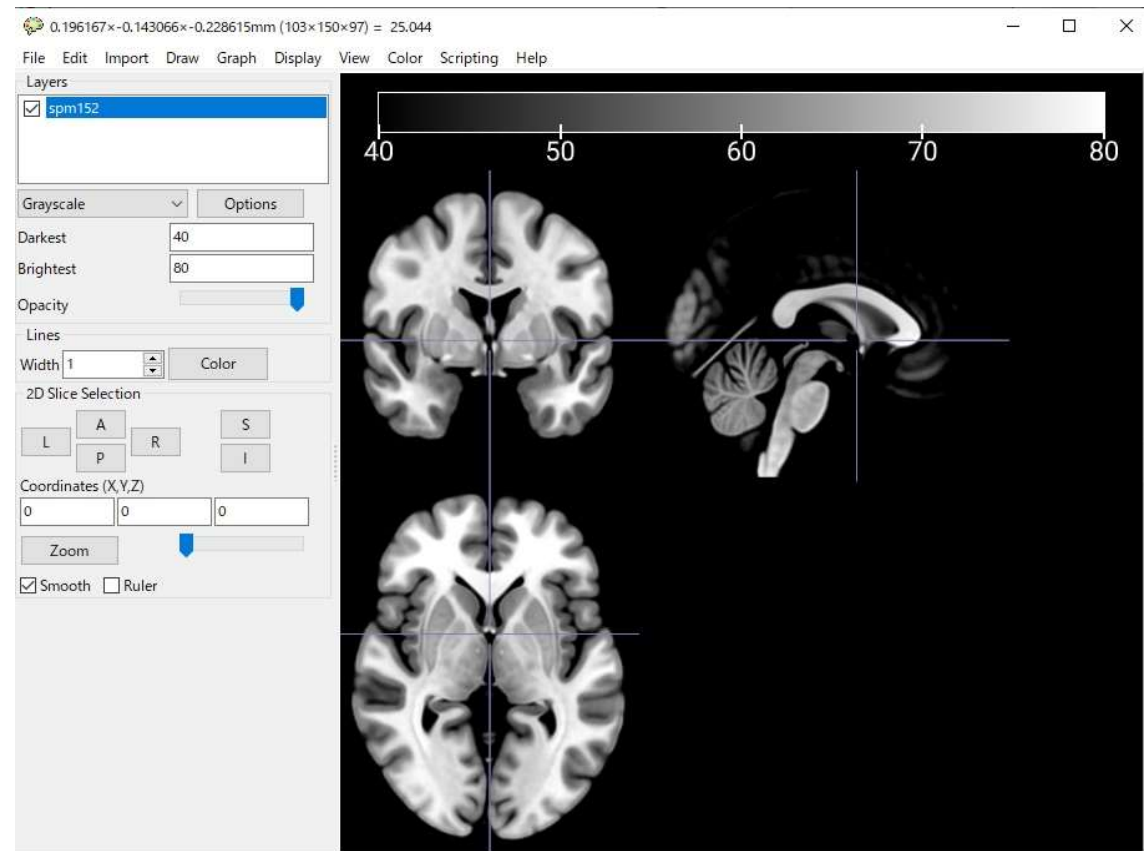 0.196167×-0.143066×-0.228615mm (103×150×97) = 25.044
File Edit Import Draw Graph Display View Color Scripting Help
Layers
spm152
Grayscale
Options
Darkest 40
Brightest 80
Opacity
Lines
Width 1
Color
2D Slice Selection
A
S
L
R
P
I
Coordinates (X,Y,Z)
0 0 0
Zoom
Smooth Ruler
40 50 60 70 80